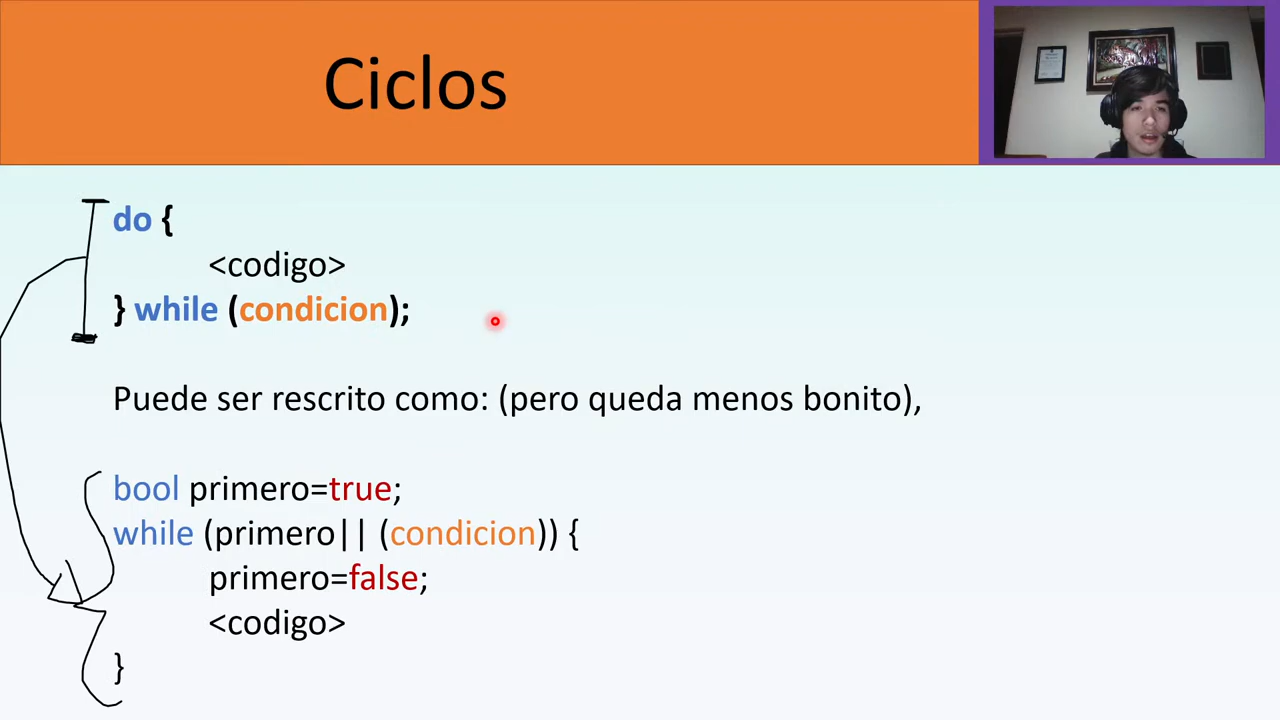 Ciclos
do {
<codigo>
} while (condicion);
Puede ser rescrito como: (pero queda menos bonito),
bool primero=true;
while (primero|| (condicion)) {
primero=false;
<codigo>
}